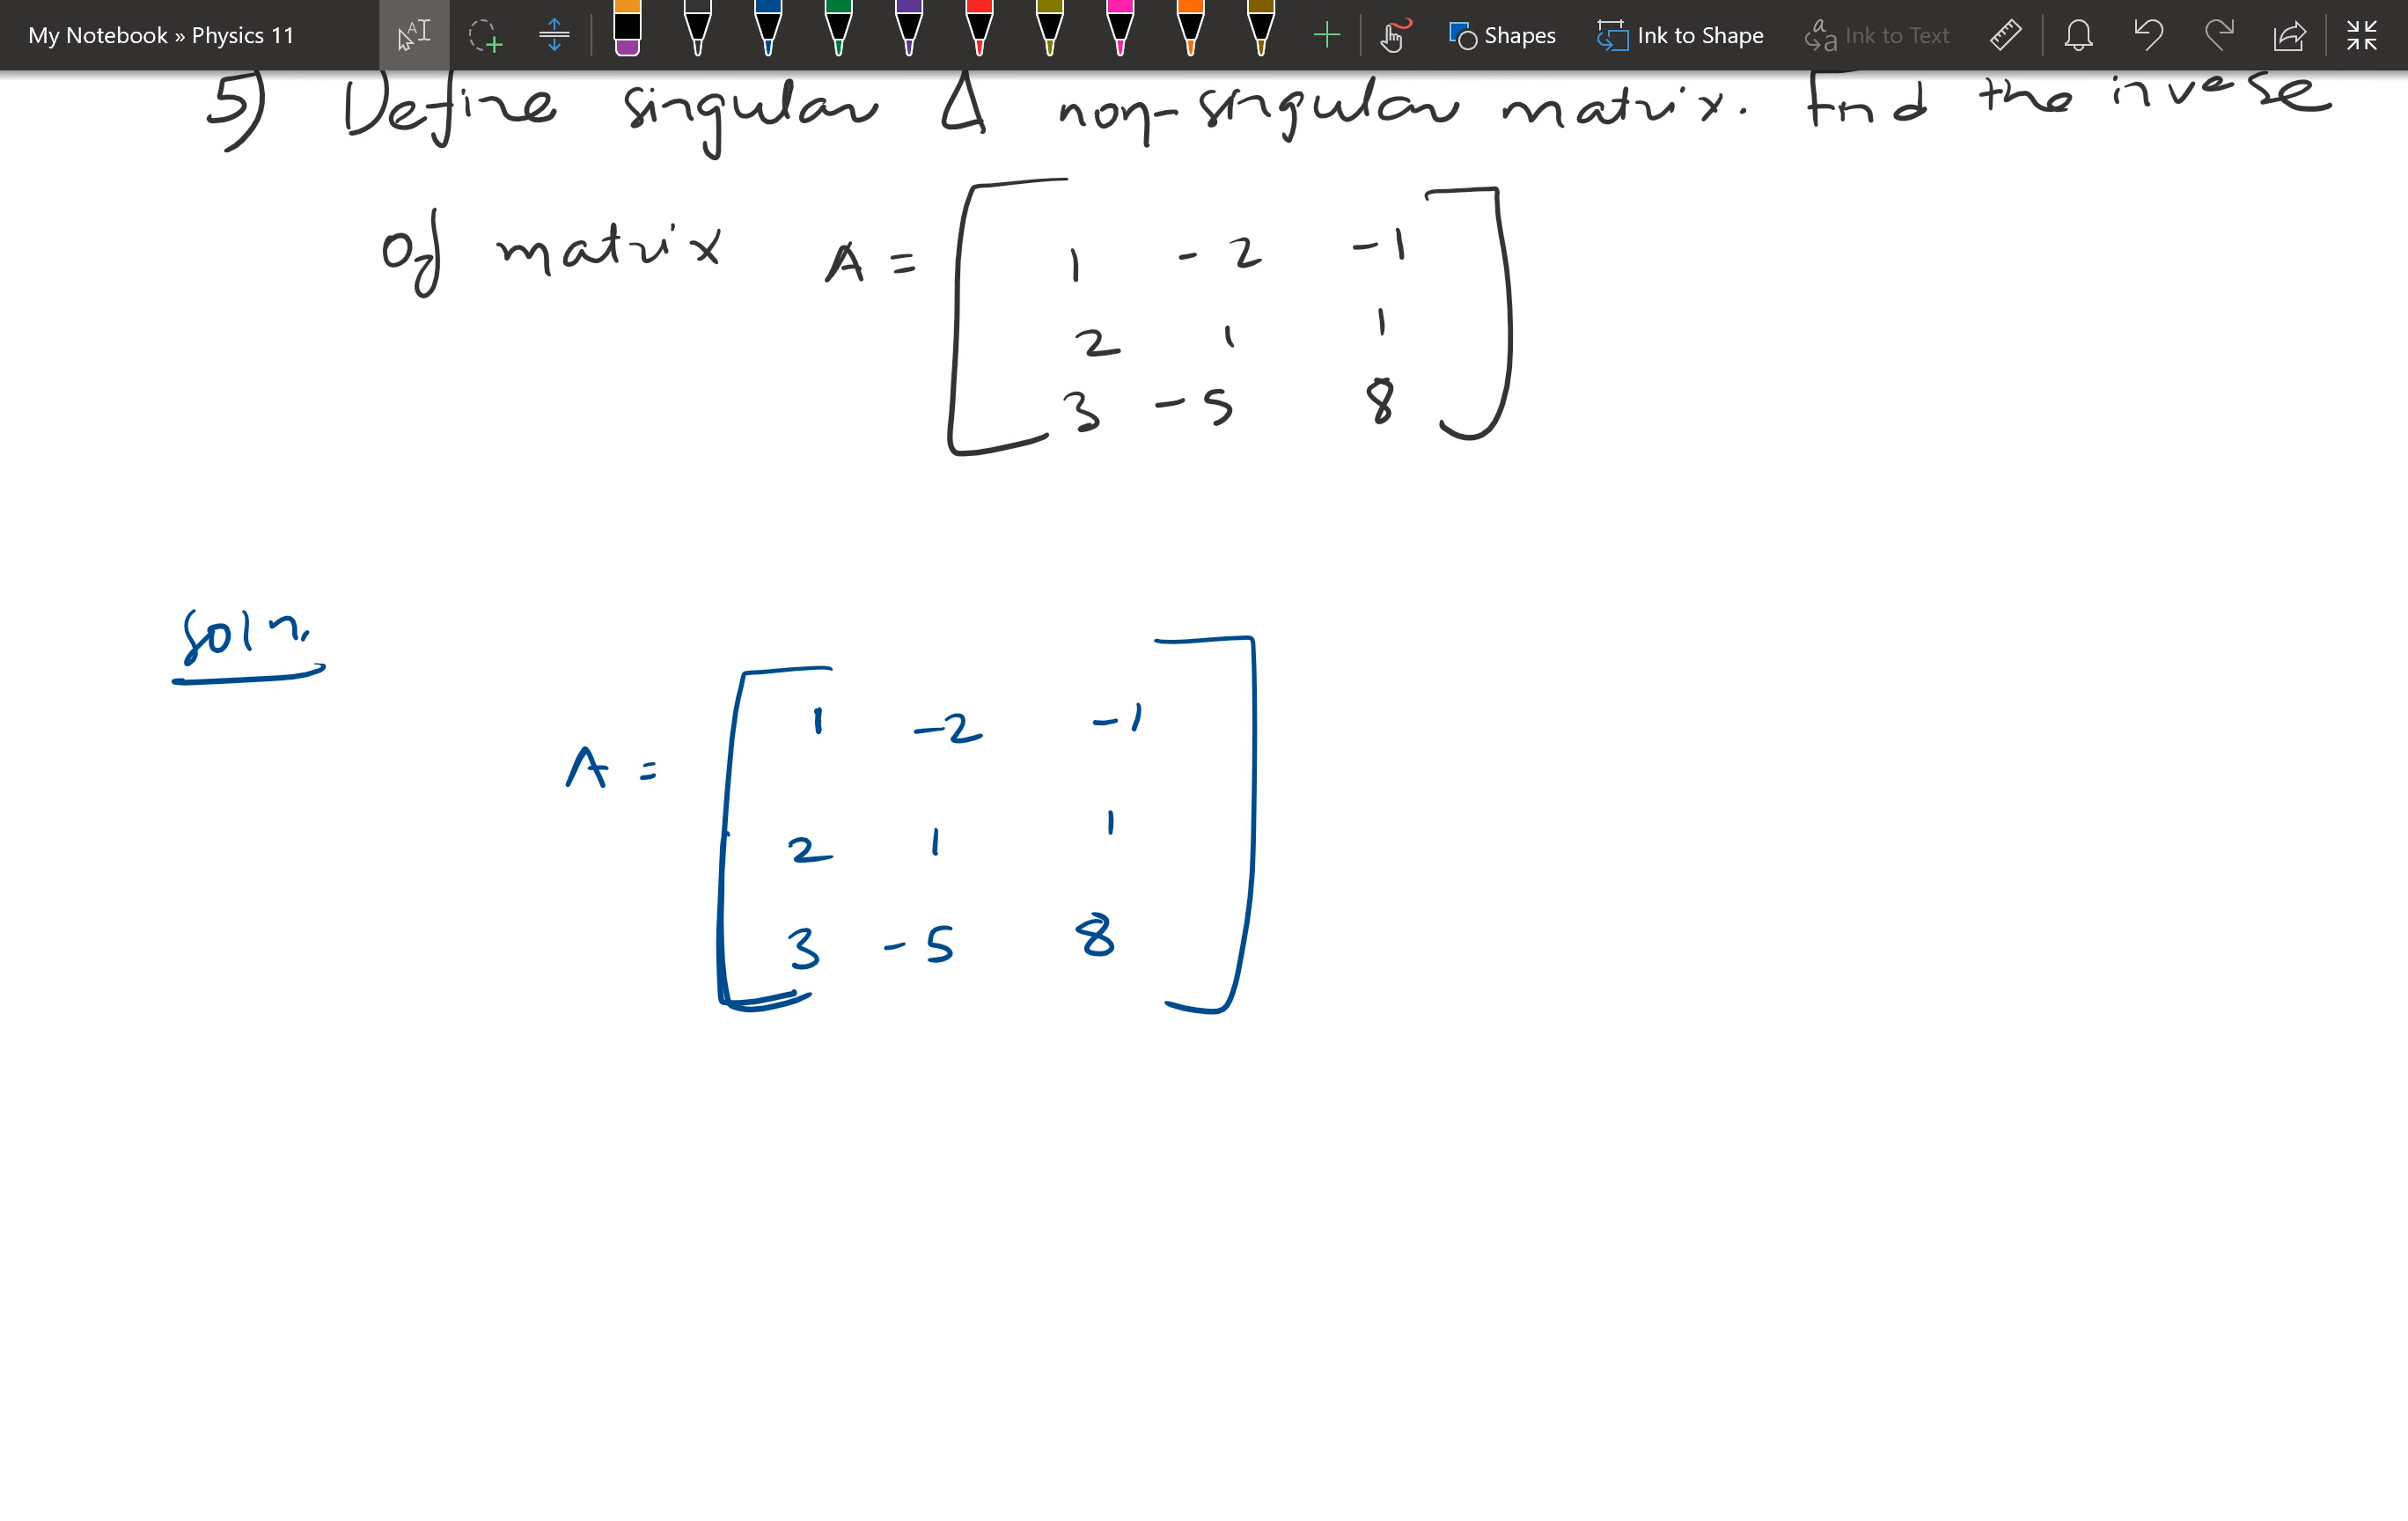 My Notebook » Physics 11 Shapes Ink to Shape Ink to Text
5) Define singular & non-singular matrix. Find the inverse
of matrix A = [ 1 -2 -1
2 1 1
3 -5 8 ]
Soln.
A = [ 1 -2 -1
2 1 1
3 -5 8 ]